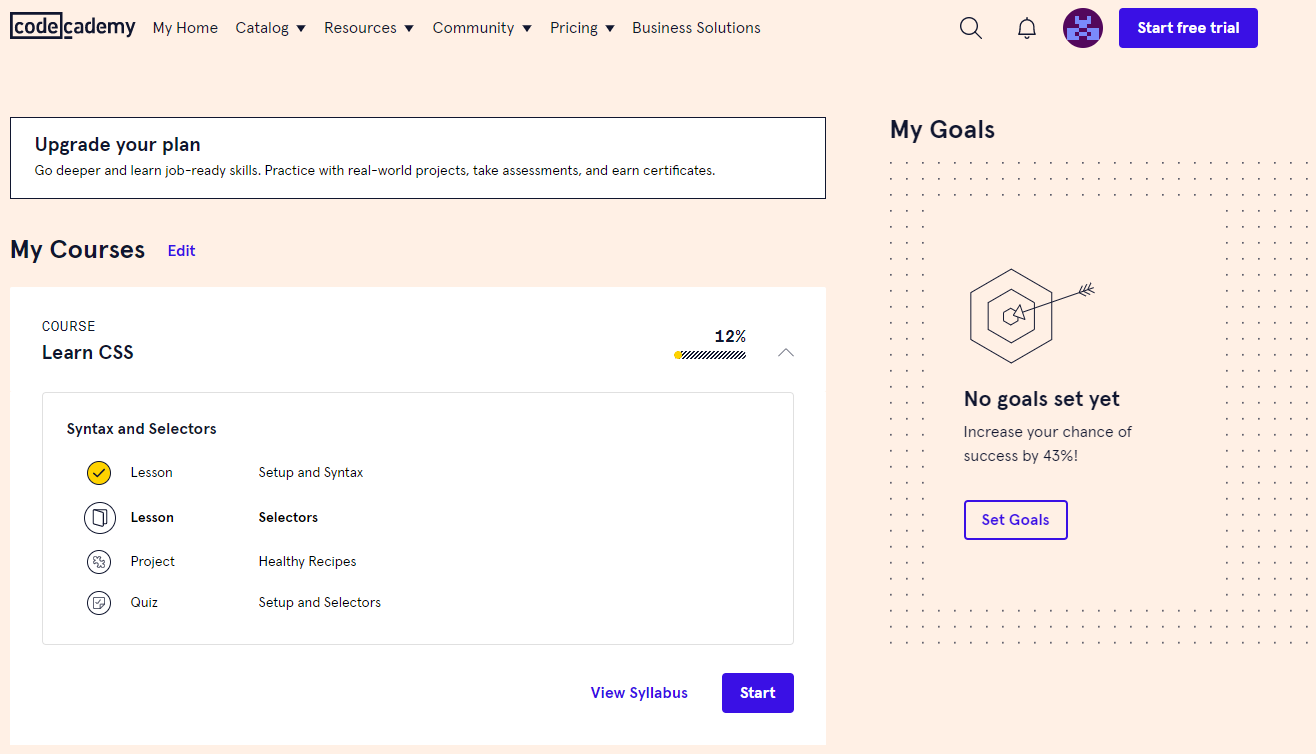 codecademy My Home Catalog Resources Community Pricing Business Solutions Start free trial
Upgrade your plan
Go deeper and learn job-ready skills. Practice with real-world projects, take assessments, and earn certificates.
My Courses Edit
COURSE
Learn CSS
12%
Syntax and Selectors
Lesson Setup and Syntax
Lesson Selectors
Project Healthy Recipes
Quiz Setup and Selectors
View Syllabus Start
My Goals
No goals set yet
Increase your chance of
success by 43%!
Set Goals